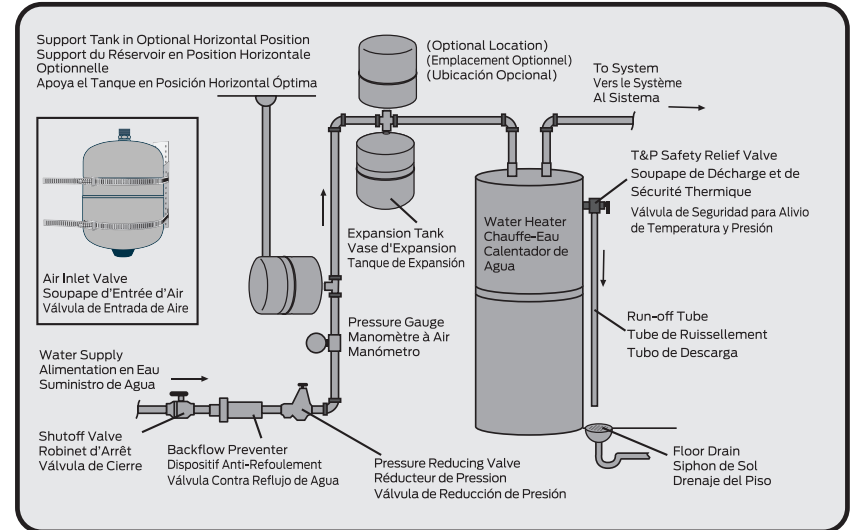 Support Tank in Optional Horizontal Position
Support du Réservoir en Position Horizontale
Optionnelle
Apoya el Tanque en Posición Horizontal Óptima
(Optional Location)
(Emplacement Optionnel)
(Ubicación Opcional)
To System
Vers le Système
Al Sistema
T&P Safety Relief Valve
Soupape de Décharge et de
Sécurité Thermique
Válvula de Seguridad para Alivio
de Temperatura y Presión
Water Heater
Chauffe-Eau
Calentador de
Agua
Expansion Tank
Vase d'Expansion
Tanque de Expansión
Air Inlet Valve
Soupape d'Entrée d'Air
Válvula de Entrada de Aire
Pressure Gauge
Manomètre à Air
Manómetro
Run-off Tube
Tube de Ruissellement
Tubo de Descarga
Water Supply
Alimentation en Eau
Suministro de Agua
Shutoff Valve
Robinet d'Arrêt
Válvula de Cierre
Backflow Preventer
Dispositif Anti-Refoulement
Válvula Contra Reflujo de Agua
Pressure Reducing Valve
Réducteur de Pression
Válvula de Reducción de Presión
Floor Drain
Siphon de Sol
Drenaje del Piso